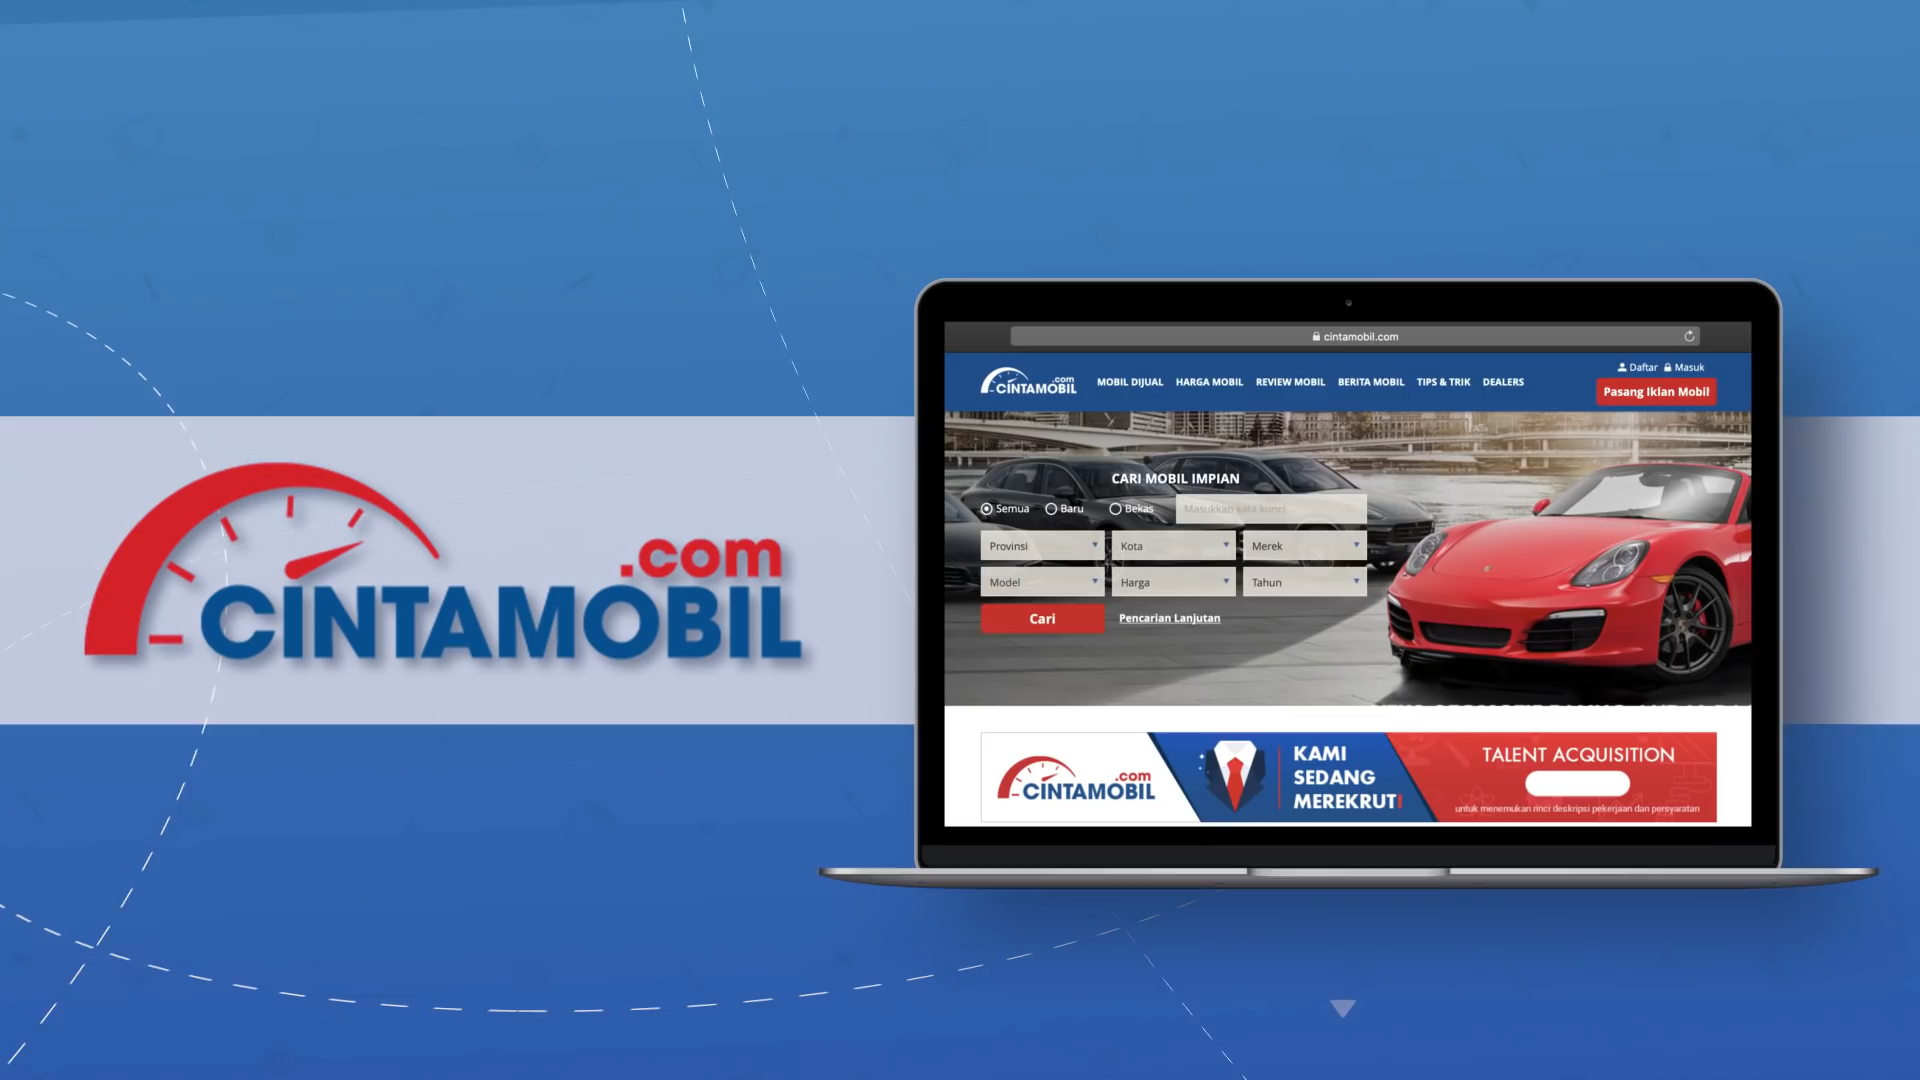 .com
CINTAMOBIL
cintamobil.com
.com
CINTAMOBIL
MOBIL DIJUAL HARGA MOBIL REVIEW MOBIL BERITA MOBIL TIPS & TRIK DEALERS
Daftar Masuk
Pasang Iklan Mobil
CARI MOBIL IMPIAN
Semua Baru Bekas Masukkan kata kunci
Provinsi Kota Merek
Model Harga Tahun
Cari Pencarian Lanjutan
.com
CINTAMOBIL
KAMI
SEDANG
MEREKRUT!
TALENT ACQUISITION
untuk menemukan rinci deskripsi pekerjaan dan persyaratan